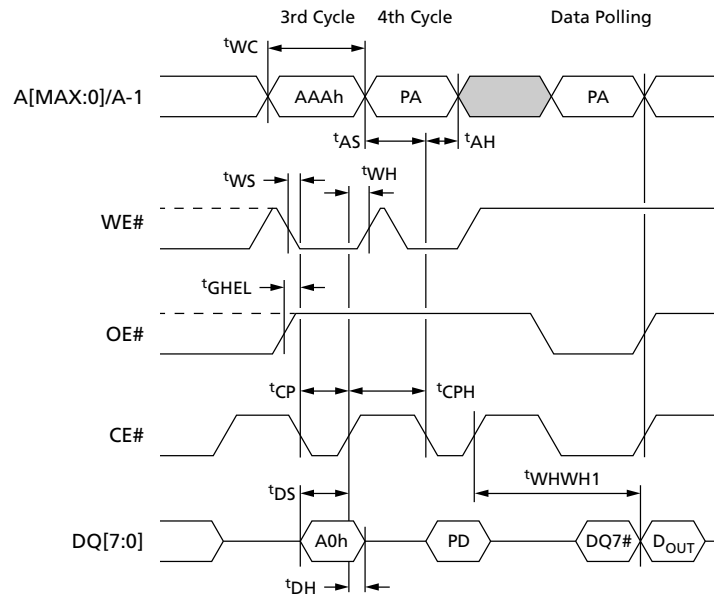 3rd Cycle 4th Cycle Data Polling
tWC
A[MAX:0]/A-1 AAAh PA PA
tAS tAH
tWS tWH
WE#
tGHEL
OE#
tCP tCPH
CE#
tWHWH1
tDS
DQ[7:0] A0h PD DQ7# DOUT
tDH